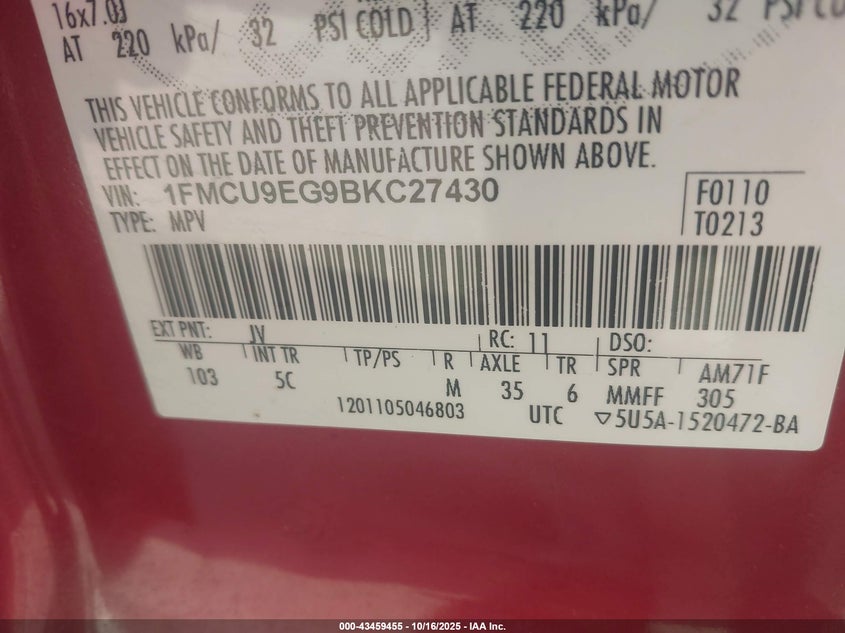 16x7.0J
AT 220 kPa/ 32 PSI COLD AT 220 kPa/ 32 PSI CO
THIS VEHICLE CONFORMS TO ALL APPLICABLE FEDERAL MOTOR
VEHICLE SAFETY AND THEFT PREVENTION STANDARDS IN
EFFECT ON THE DATE OF MANUFACTURE SHOWN ABOVE.
VIN: 1FMCU9EG9BKC27430 F0110
TYPE: MPV T0213
EXT PNT: JV RC: 11 DSO:
WB INT TR TP/PS R AXLE TR SPR AM71F
103 5C M 35 6 MMFF 305
1201105046803 UTC ▽5U5A-1520472-BA
000-43459455 - 10/16/2025 - IAA Inc.